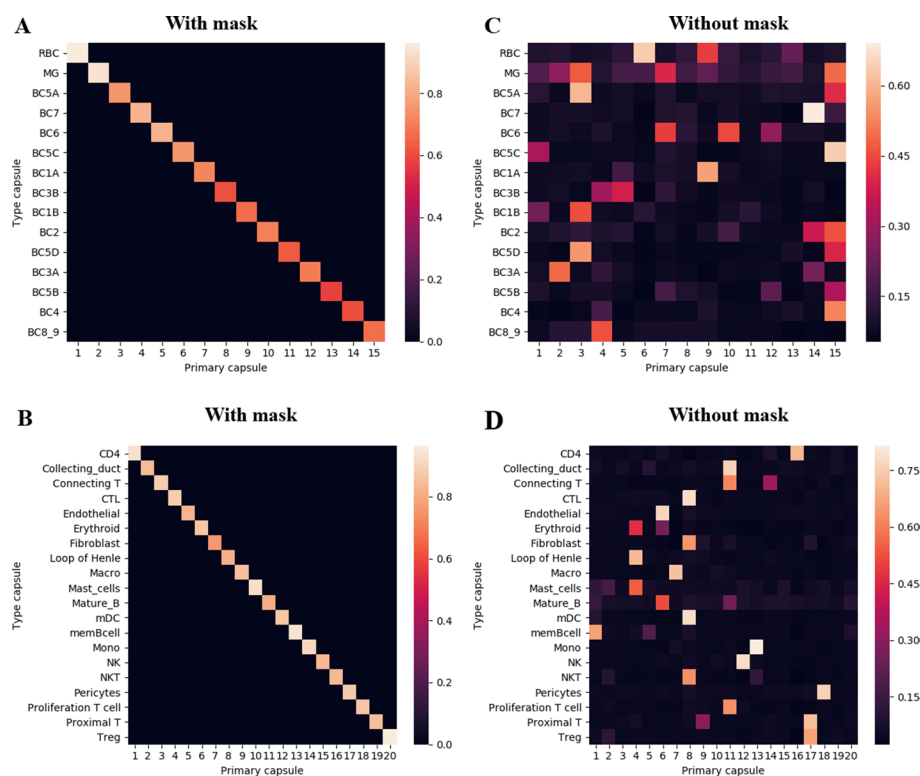 A
With mask
RBC
MG
BC5A
BC7
BC6
BC5C
BC1A
BC3B
BC1B
BC2
BC5D
BC3A
BC5B
BC4
BC8_9
Type capsule
1 2 3 4 5 6 7 8 9 10 11 12 13 14 15
Primary capsule
0.8
0.6
0.4
0.2
0.0
C
Without mask
RBC
MG
BC5A
BC7
BC6
BC5C
BC1A
BC3B
BC1B
BC2
BC5D
BC3A
BC5B
BC4
BC8_9
Type capsule
1 2 3 4 5 6 7 8 9 10 11 12 13 14 15
Primary capsule
0.60
0.45
0.30
0.15
B
With mask
CD4
Collecting_duct
Connecting T
CTL
Endothelial
Erythroid
Fibroblast
Loop of Henle
Macro
Mast_cells
Mature_B
mDC
memBcell
Mono
NK
NKT
Pericytes
Proliferation T cell
Proximal T
Treg
Type capsule
1 2 3 4 5 6 7 8 9 10 11 12 13 14 15 16 17 18 19 20
Primary capsule
0.8
0.6
0.4
0.2
0.0
D
Without mask
CD4
Collecting_duct
Connecting T
CTL
Endothelial
Erythroid
Fibroblast
Loop of Henle
Macro
Mast_cells
Mature_B
mDC
memBcell
Mono
NK
NKT
Pericytes
Proliferation T cell
Proximal T
Treg
Type capsule
1 2 3 4 5 6 7 8 9 10 11 12 13 14 15 16 17 18 19 20
Primary capsule
0.75
0.60
0.45
0.30
0.15